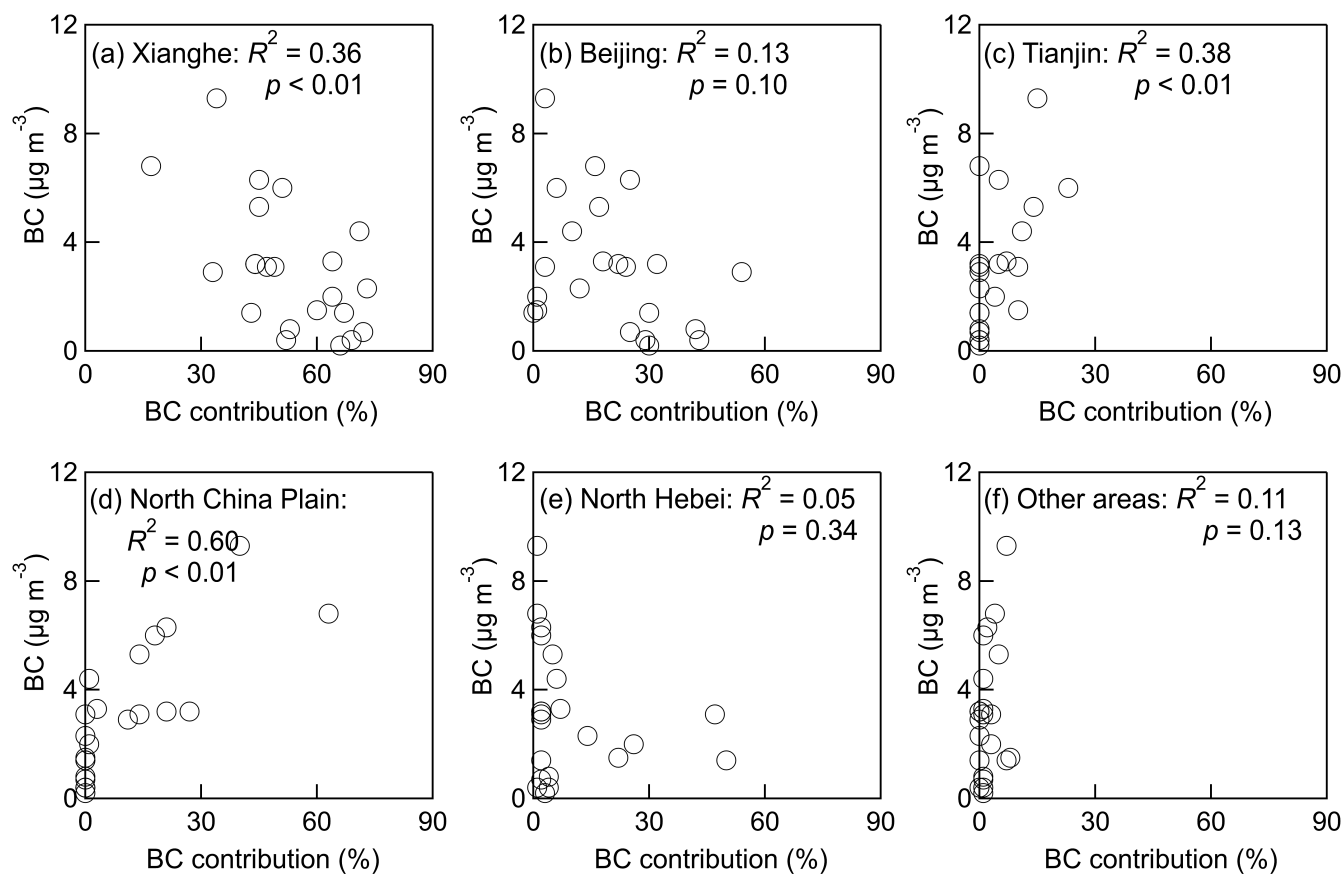 (a) Xianghe: R² = 0.36
p < 0.01
12
8
4
0
BC (µg m⁻³)
0 30 60 90
BC contribution (%)
(b) Beijing: R² = 0.13
p = 0.10
12
8
4
0
BC (µg m⁻³)
0 30 60 90
BC contribution (%)
(c) Tianjin: R² = 0.38
p < 0.01
12
8
4
0
BC (µg m⁻³)
0 30 60 90
BC contribution (%)
(d) North China Plain:
R² = 0.60
p < 0.01
12
8
4
0
BC (µg m⁻³)
0 30 60 90
BC contribution (%)
(e) North Hebei: R² = 0.05
p = 0.34
12
8
4
0
BC (µg m⁻³)
0 30 60 90
BC contribution (%)
(f) Other areas: R² = 0.11
p = 0.13
12
8
4
0
BC (µg m⁻³)
0 30 60 90
BC contribution (%)